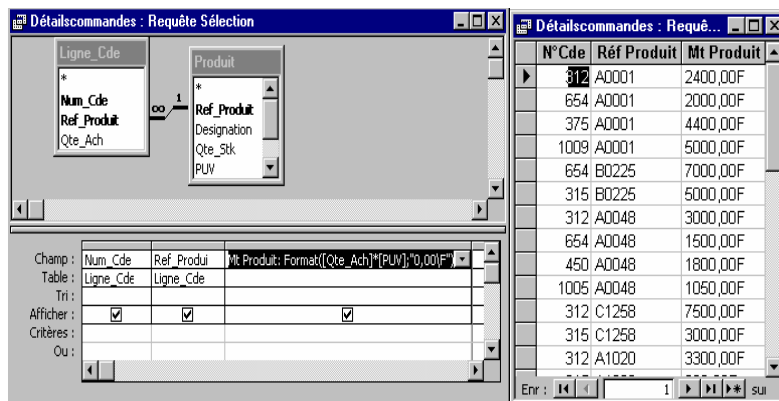 Détailscommandes : Requête Sélection
Ligne_Cde
*
Num_Cde
Ref_Produit
Qte_Ach
∞ 1
Produit
*
Ref_Produit
Designation
Qte_Stk
PUV
Champ : Num_Cde Ref_Produi Mt Produit: Format([Qte_Ach]*[PUV];"0,00\F")
Table : Ligne_Cde Ligne_Cde
Tri :
Afficher :
Critères :
Ou :
Détailscommandes : Requê...
N°Cde Réf Produit Mt Produit
312 A0001 2400,00F
654 A0001 2000,00F
375 A0001 4400,00F
1009 A0001 5000,00F
654 B0225 7000,00F
315 B0225 5000,00F
312 A0048 3000,00F
654 A0048 1500,00F
450 A0048 1800,00F
1005 A0048 1050,00F
312 C1258 7500,00F
315 C1258 3000,00F
312 A1020 3300,00F
Enr : 1 sur